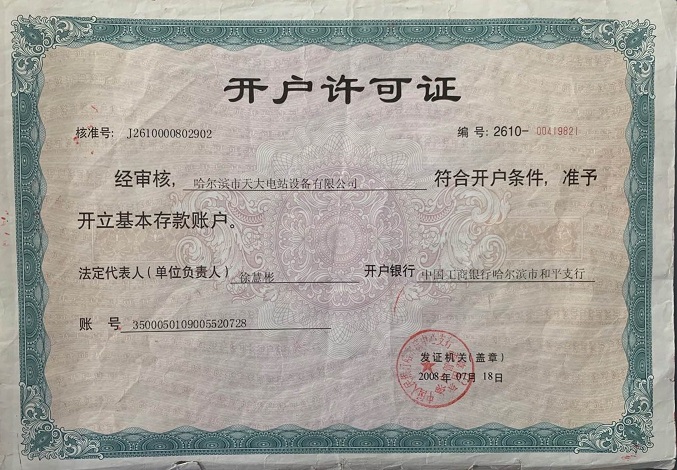 开户许可证
核准号: J2610000802902 编号: 2610- 00419821
经审核, 哈尔滨市天大电站设备有限公司 符合开户条件, 准予
开立基本存款账户。
法定代表人(单位负责人) 徐慧彬 开户银行 中国工商银行哈尔滨市和平支行
账 号 3500050109005520728
发证机关(盖章)
2008年 07月 18日